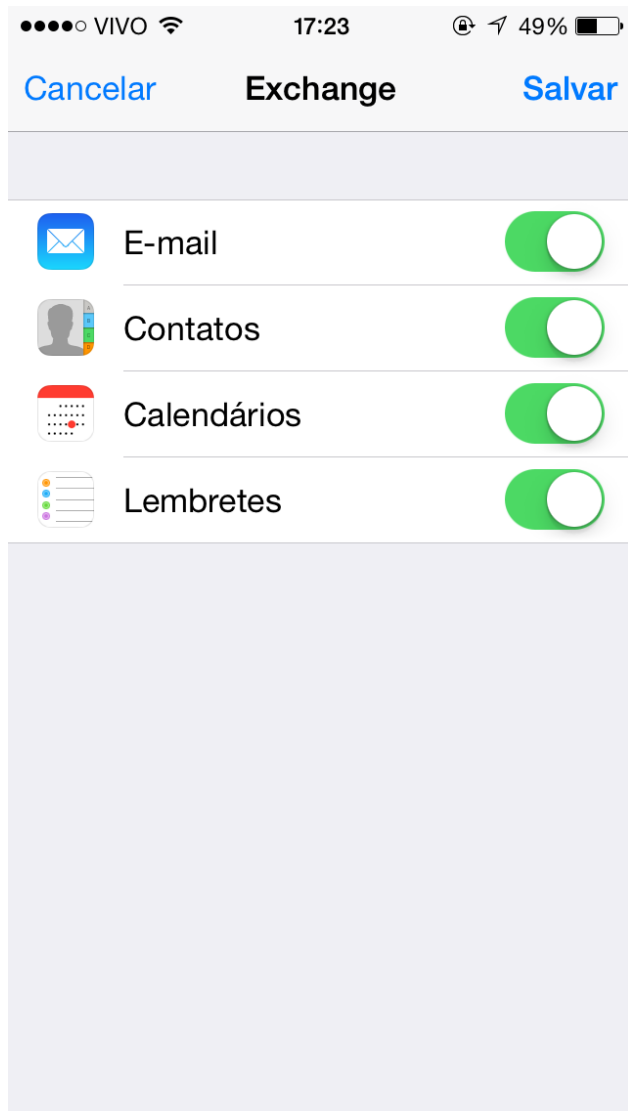 VIVO 17:23 49%
Cancelar Exchange Salvar
E-mail
Contatos
Calendários
Lembretes